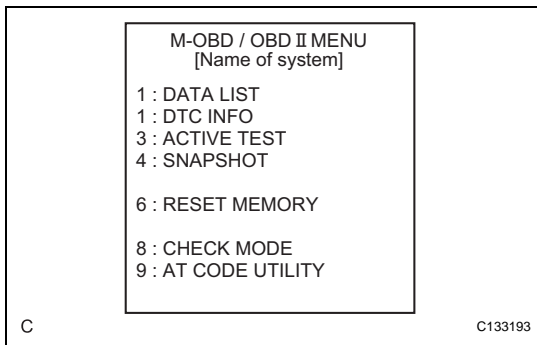 M-OBD / OBD II MENU
[Name of system]
1 : DATA LIST
1 : DTC INFO
3 : ACTIVE TEST
4 : SNAPSHOT
6 : RESET MEMORY
8 : CHECK MODE
9 : AT CODE UTILITY
C
C133193